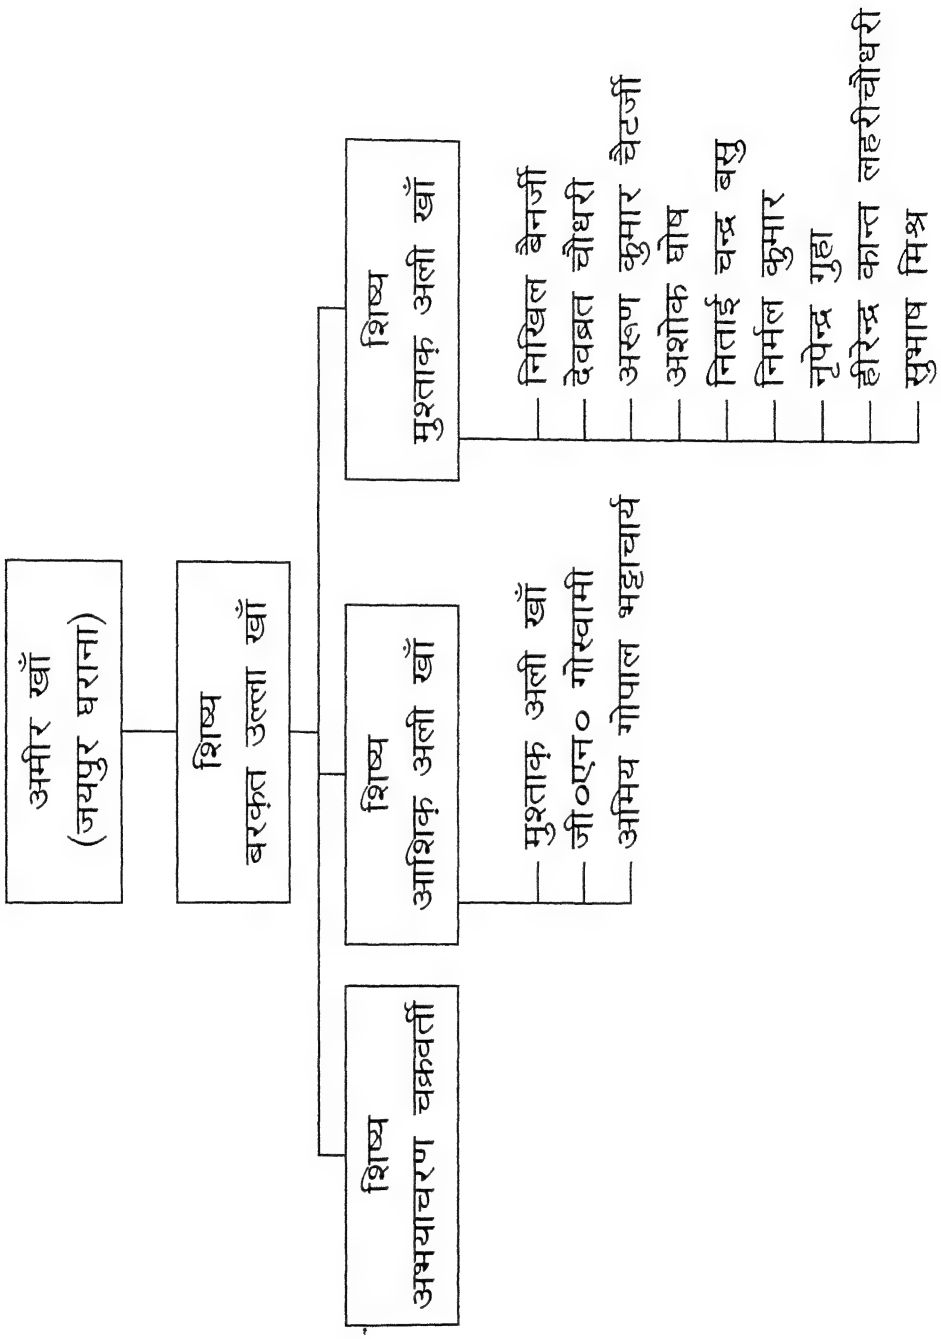 अमीर खाँ
(जयपुर घराना)
शिष्य
बरकत उल्ला खाँ
शिष्य
अभयाचरण चक्रवर्ती
शिष्य
आशिक़ अली खाँ
मुश्ताक़ अली खाँ
जी०एन० गोस्वामी
अमिय गोपाल भट्टाचार्य
शिष्य
मुश्ताक़ अली खाँ
निखिल बैनर्जी
देवब्रत चौधरी
अरूण कुमार चैटर्जी
अशोक घोष
निताई चन्द्र बसु
निर्मल कुमार
नृपेन्द्र गुहा
हीरेन्द्र कान्त लहरीचौधरी
सुभाष मिश्र